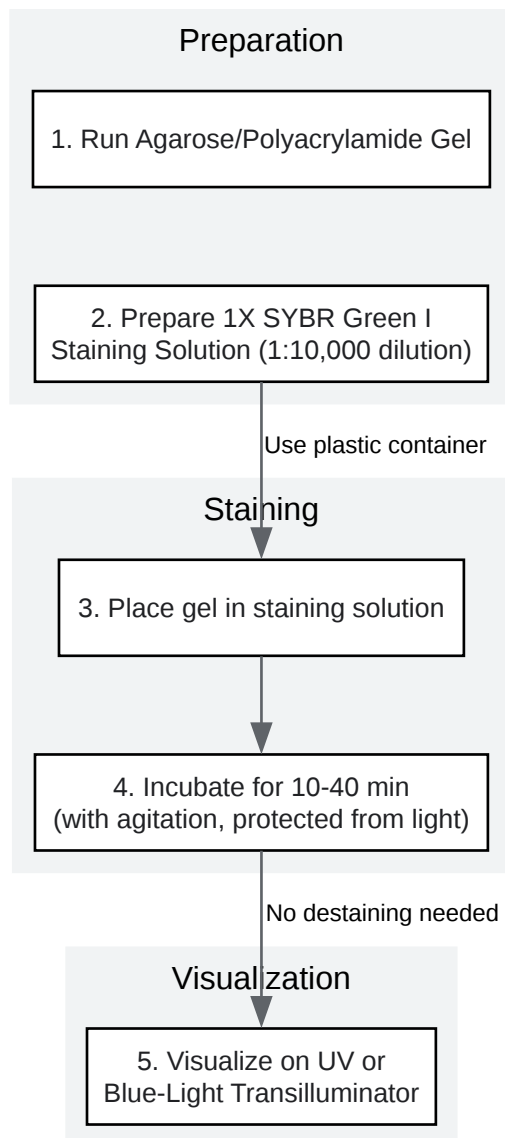 Preparation
1. Run Agarose/Polyacrylamide Gel
2. Prepare 1X SYBR Green I
Staining Solution (1:10,000 dilution)
Use plastic container
Staining
3. Place gel in staining solution
4. Incubate for 10-40 min
(with agitation, protected from light)
No destaining needed
Visualization
5. Visualize on UV or
Blue-Light Transilluminator